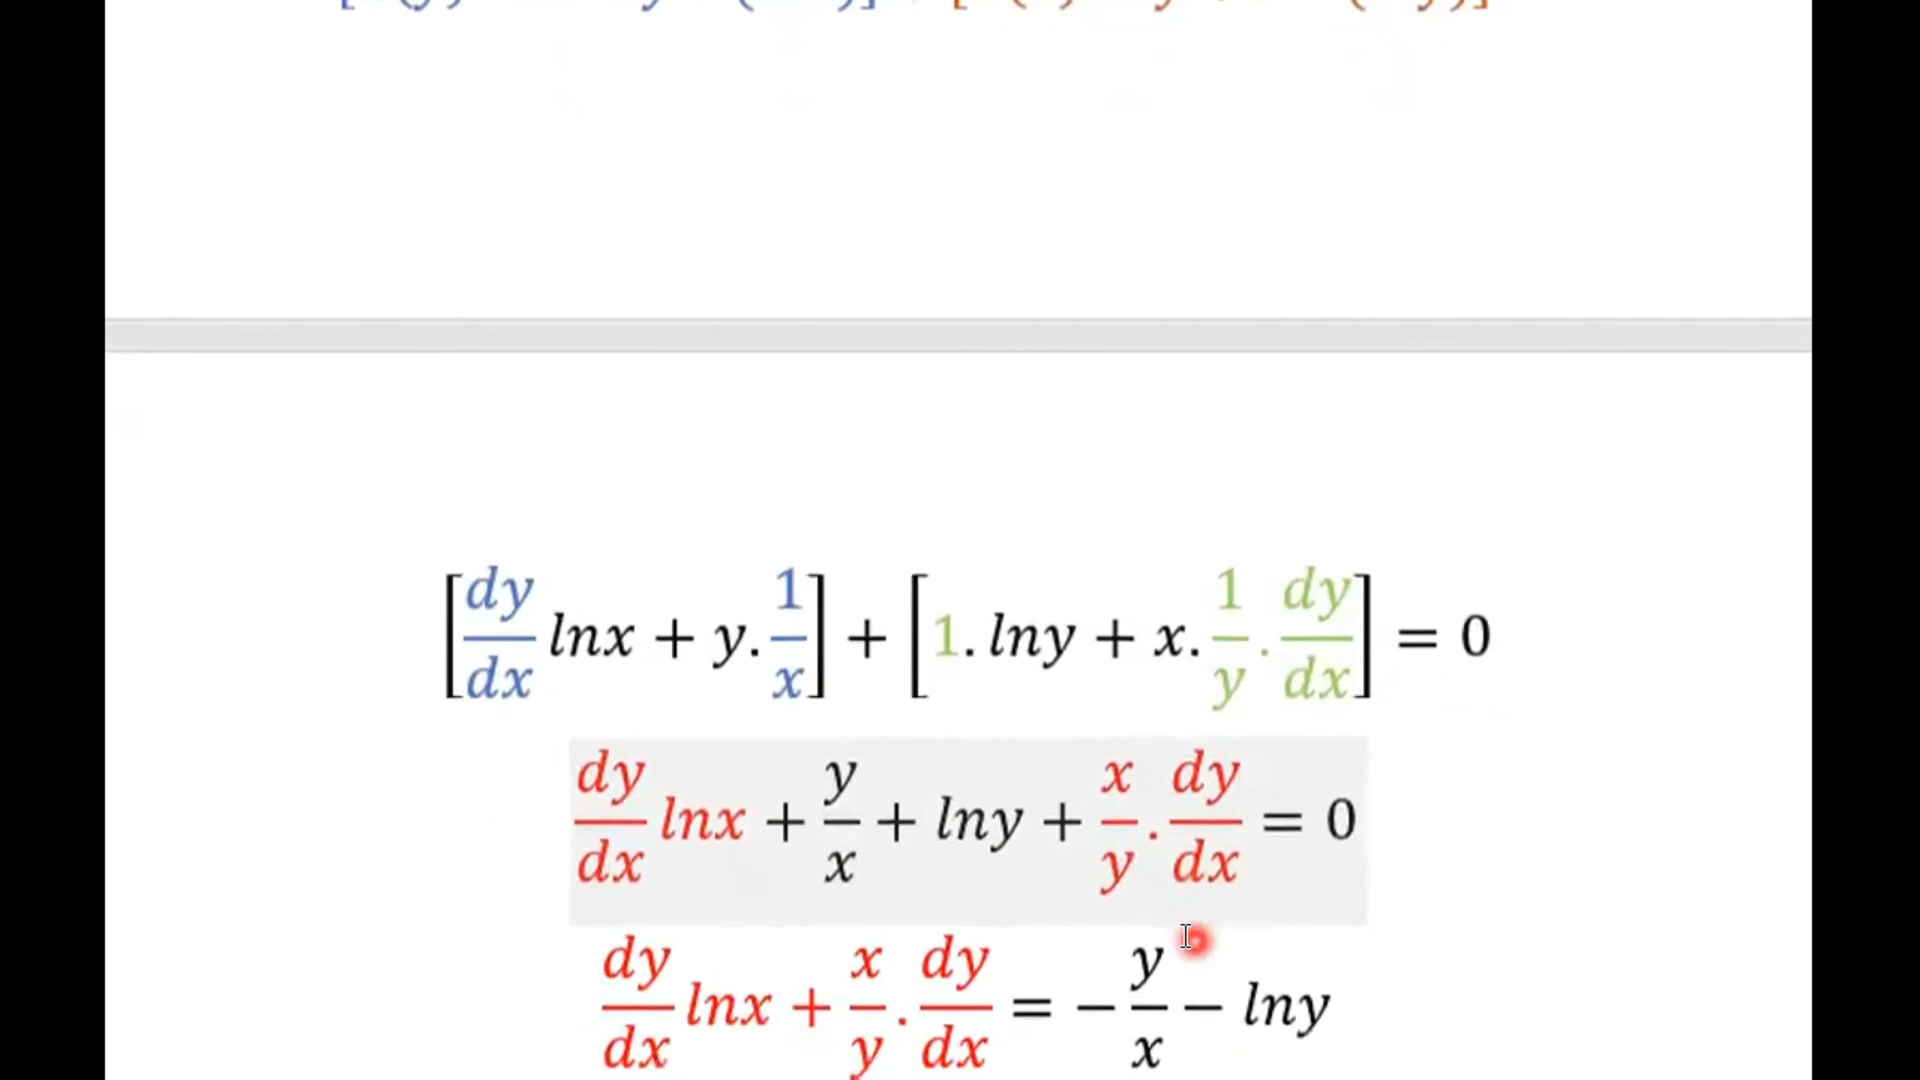 [dy/dx lnx + y. 1/x] + [1. lny + x. 1/y . dy/dx] = 0
dy/dx lnx + y/x + lny + x/y . dy/dx = 0
dy/dx lnx + x/y . dy/dx = − y/x − lny